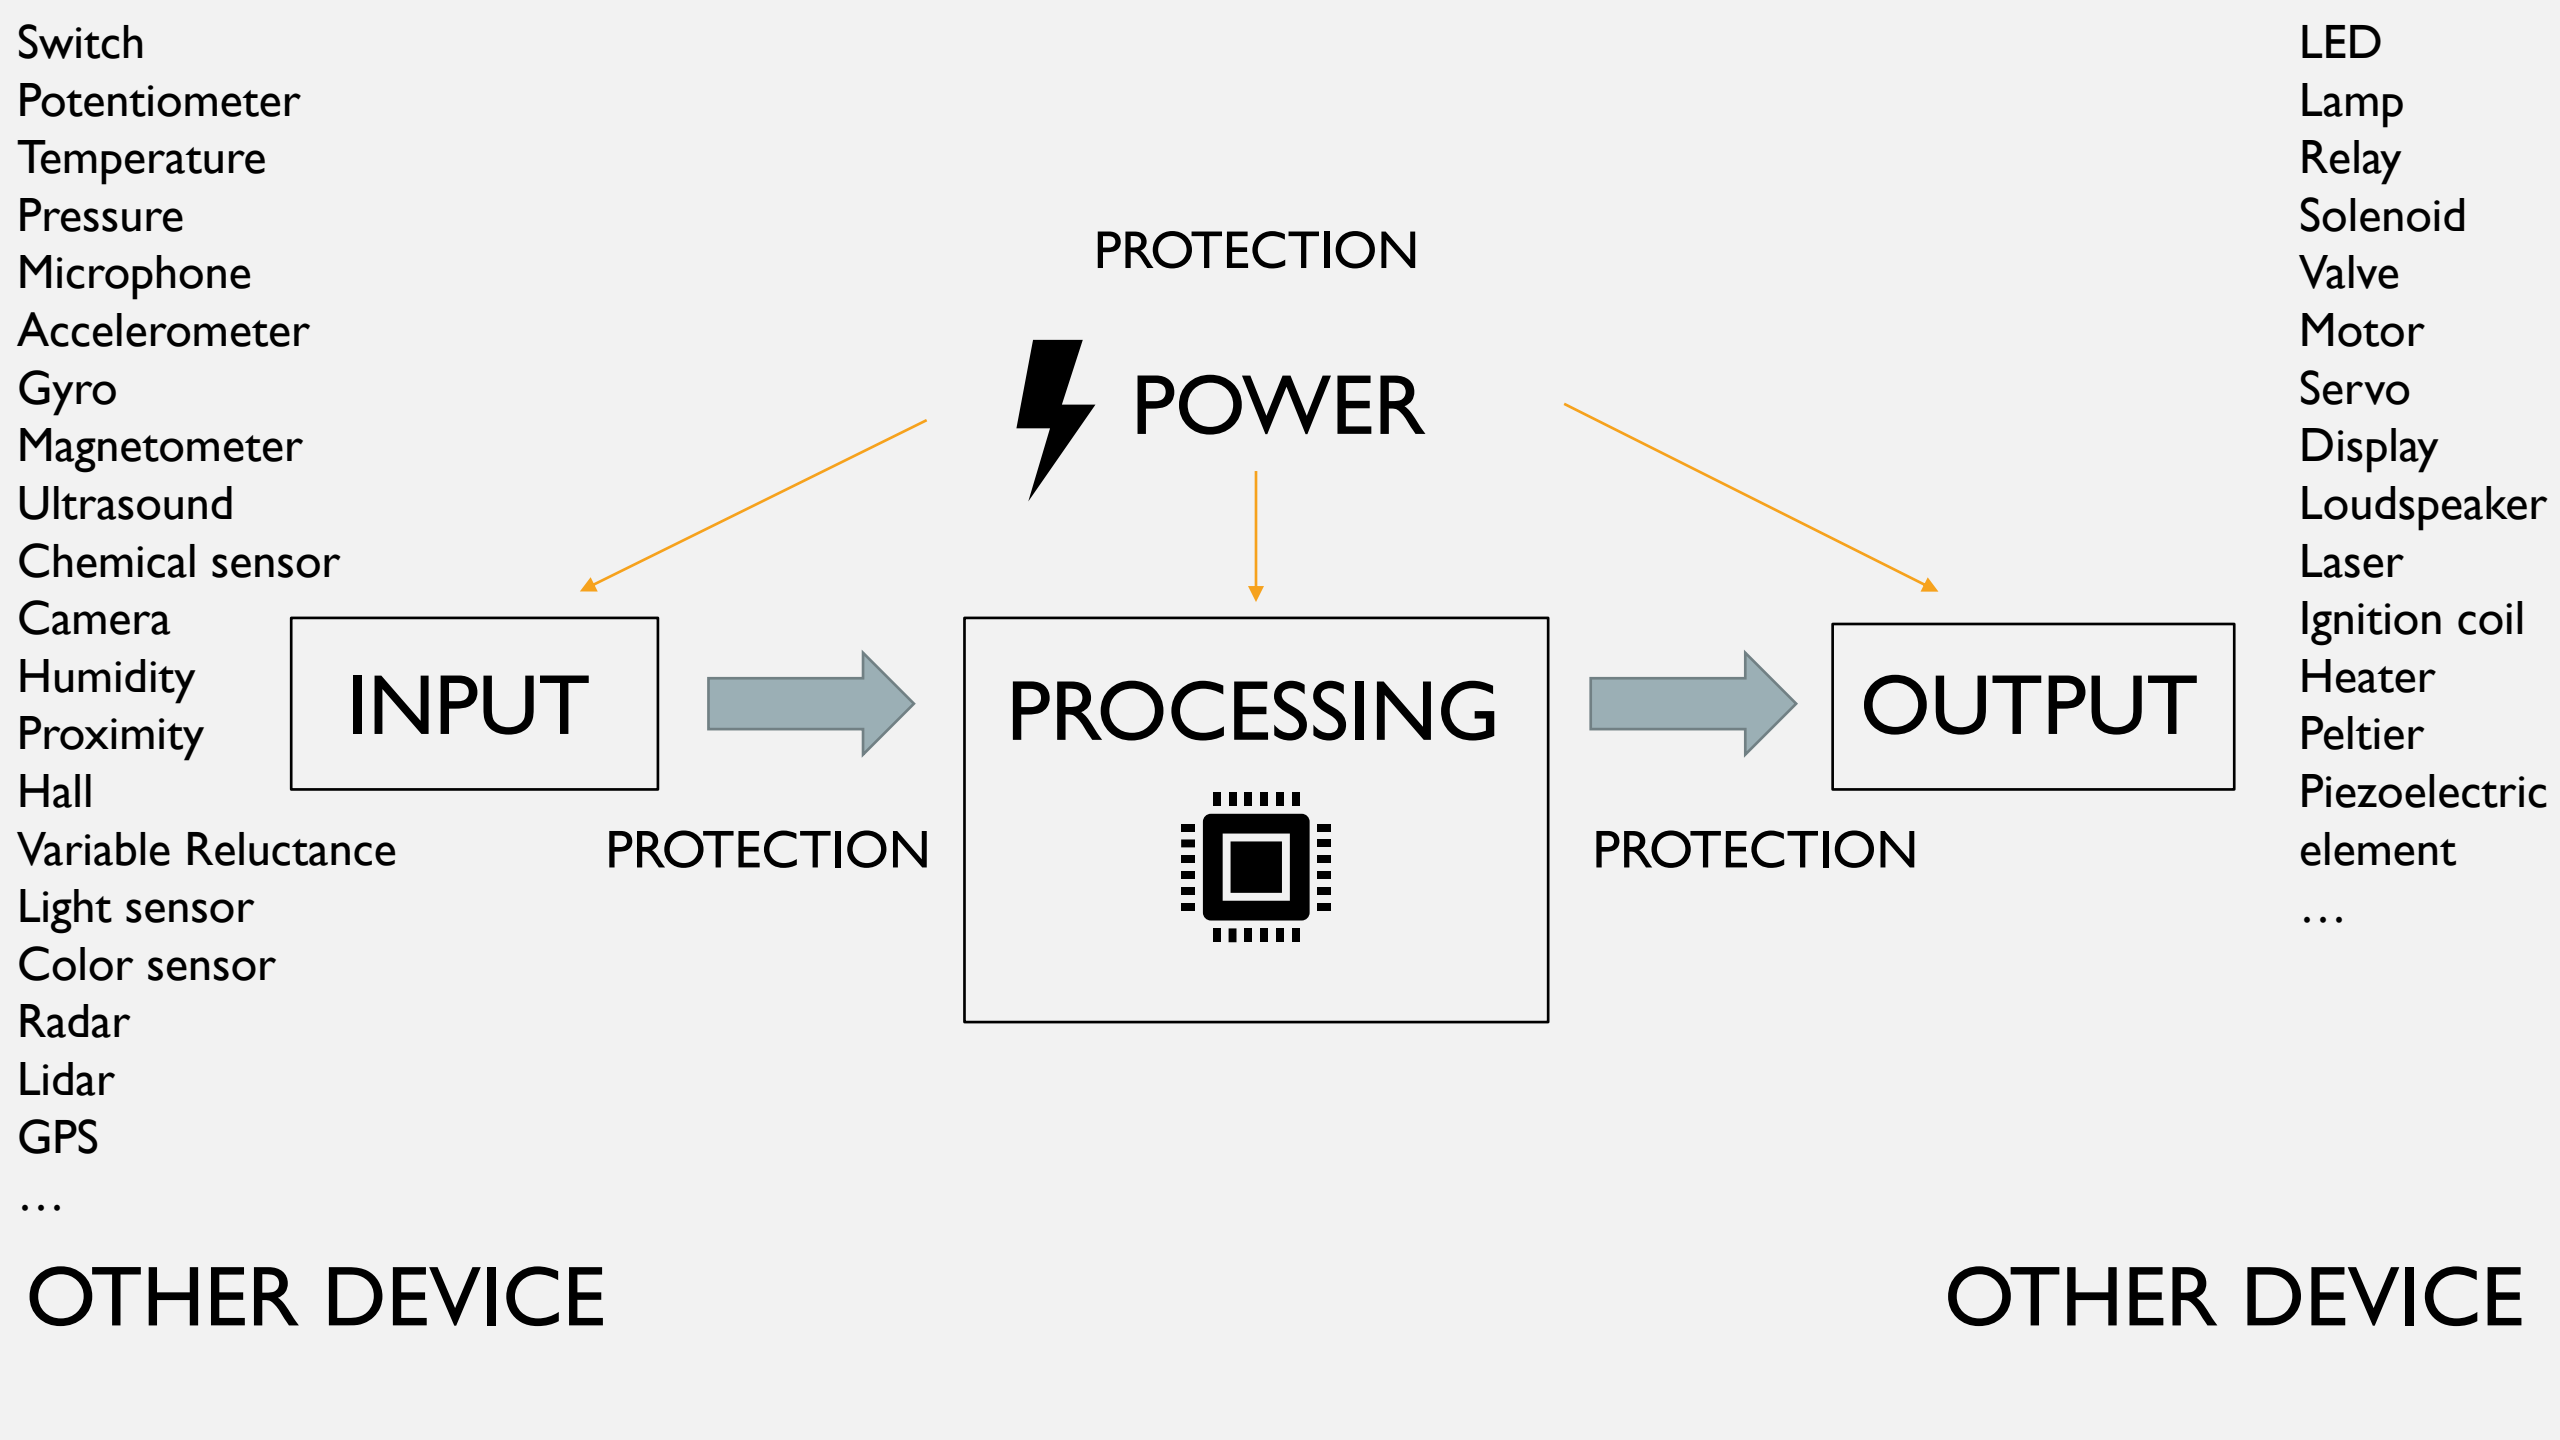 Switch
Potentiometer
Temperature
Pressure
Microphone
Accelerometer
Gyro
Magnetometer
Ultrasound
Chemical sensor
Camera
Humidity
Proximity
Hall
Variable Reluctance
Light sensor
Color sensor
Radar
Lidar
GPS
…
OTHER DEVICE
INPUT
PROTECTION
PROTECTION
POWER
PROCESSING
PROTECTION
OUTPUT
LED
Lamp
Relay
Solenoid
Valve
Motor
Servo
Display
Loudspeaker
Laser
Ignition coil
Heater
Peltier
Piezoelectric
element
…
OTHER DEVICE